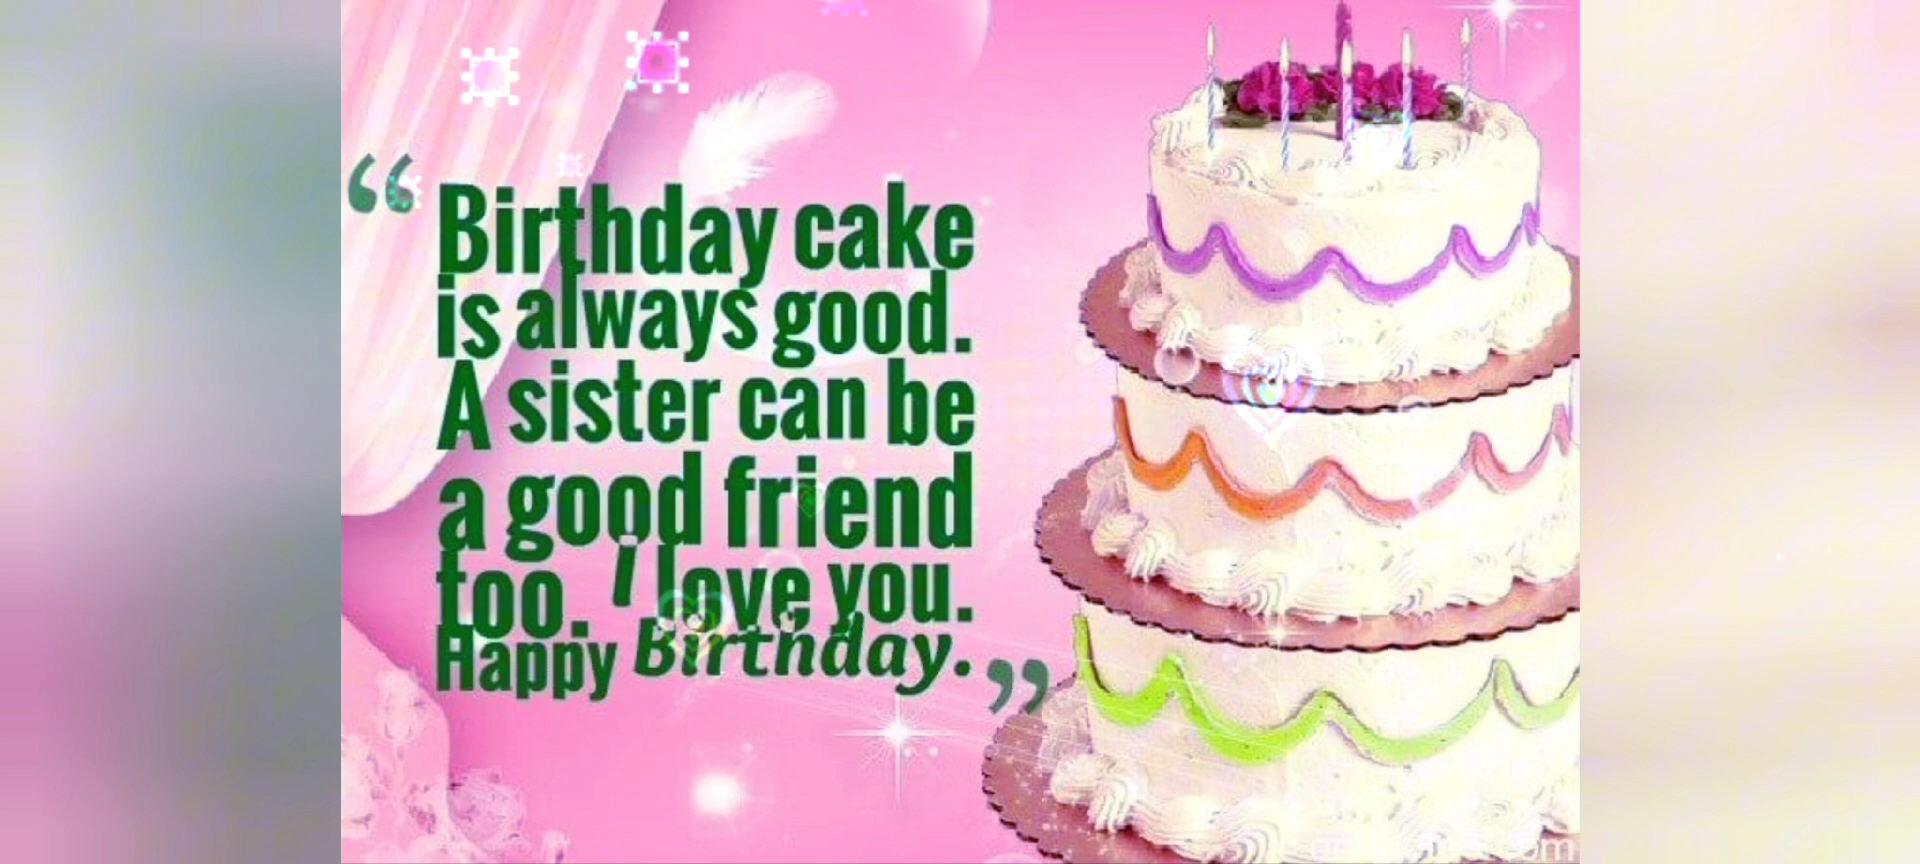 “Birthday cake
is always good.
A sister can be
a good friend
too. I love you.
Happy Birthday.”